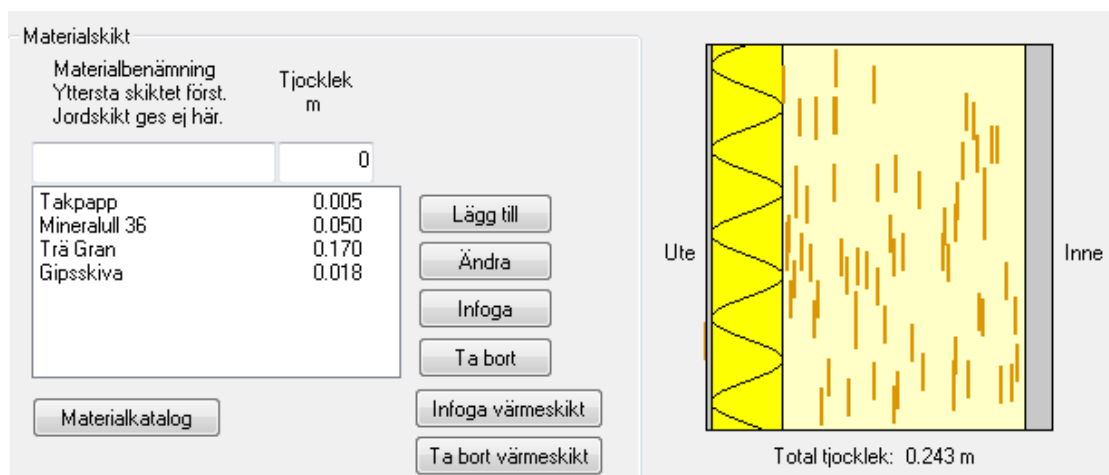 Materialskikt
Materialbenämning
Yttersta skiktet först.
Jordskikt ges ej här.
Tjocklek
m
0
Takpapp 0.005
Mineralull 36 0.050
Trä Gran 0.170
Gipsskiva 0.018
Lägg till
Ändra
Infoga
Ta bort
Materialkatalog
Infoga värmeskikt
Ta bort värmeskikt
Ute
Inne
Total tjocklek: 0.243 m